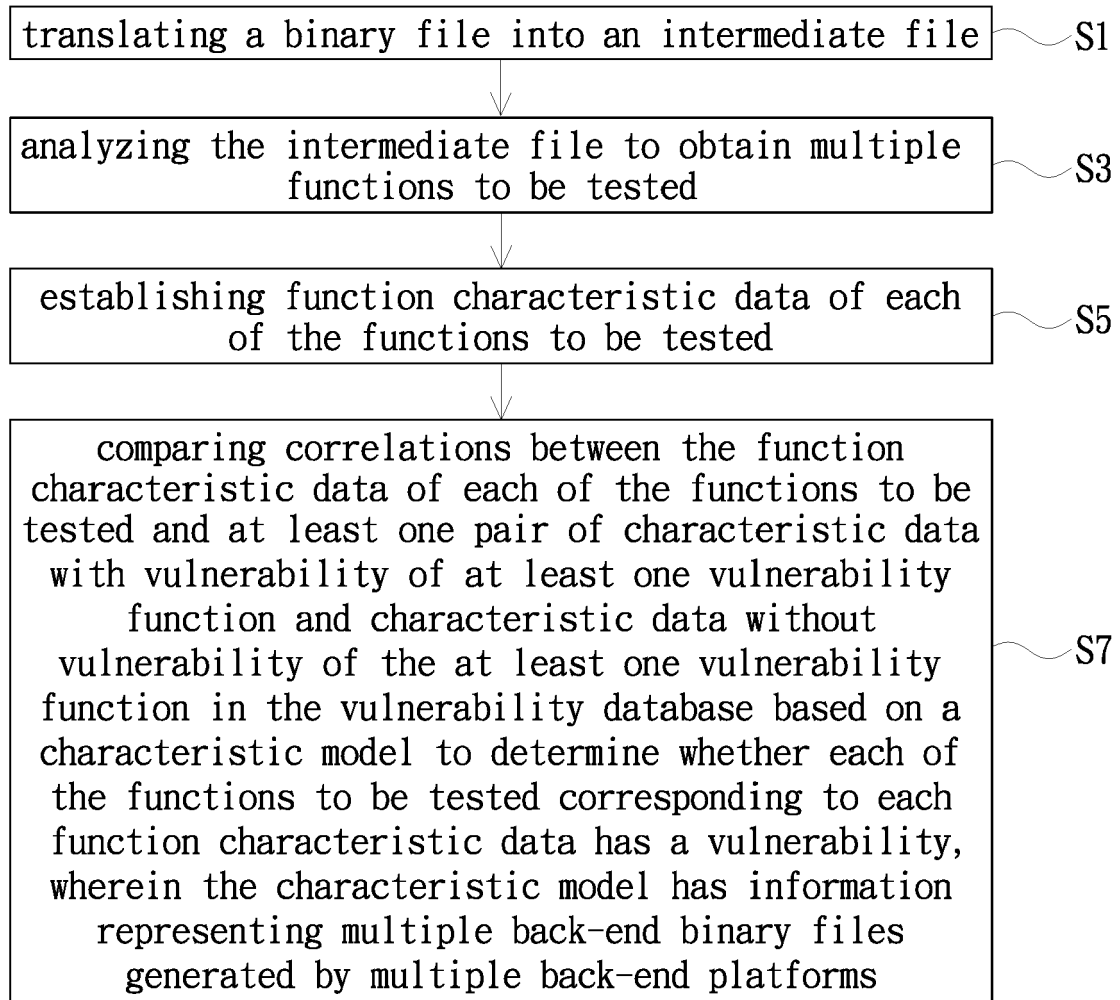 translating a binary file into an intermediate file
S1
analyzing the intermediate file to obtain multiple
functions to be tested
S3
establishing function characteristic data of each
of the functions to be tested
S5
comparing correlations between the function
characteristic data of each of the functions to be
tested and at least one pair of characteristic data
with vulnerability of at least one vulnerability
function and characteristic data without
vulnerability of the at least one vulnerability
function in the vulnerability database based on a
characteristic model to determine whether each of
the functions to be tested corresponding to each
function characteristic data has a vulnerability,
wherein the characteristic model has information
representing multiple back-end binary files
generated by multiple back-end platforms
S7